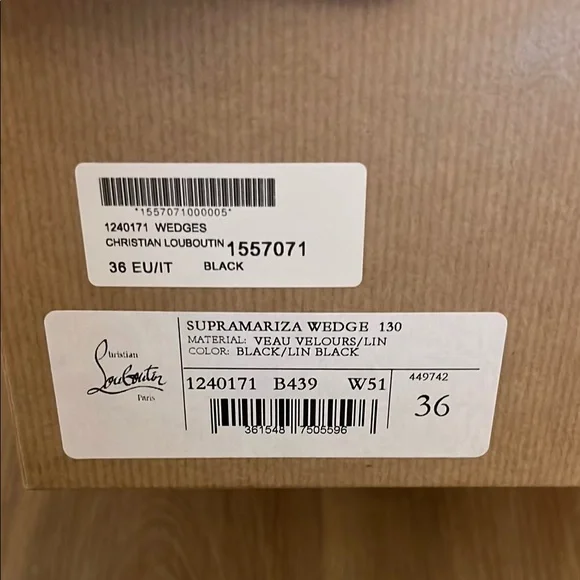 *1557071000005*
1240171 WEDGES
CHRISTIAN LOUBOUTIN 1557071
36 EU/IT BLACK
Christian
Louboutin
Paris
SUPRAMARIZA WEDGE 130
MATERIAL: VEAU VELOURS/LIN
COLOR: BLACK/LIN BLACK
1240171 B439 W51
361548 7505596
449742
36